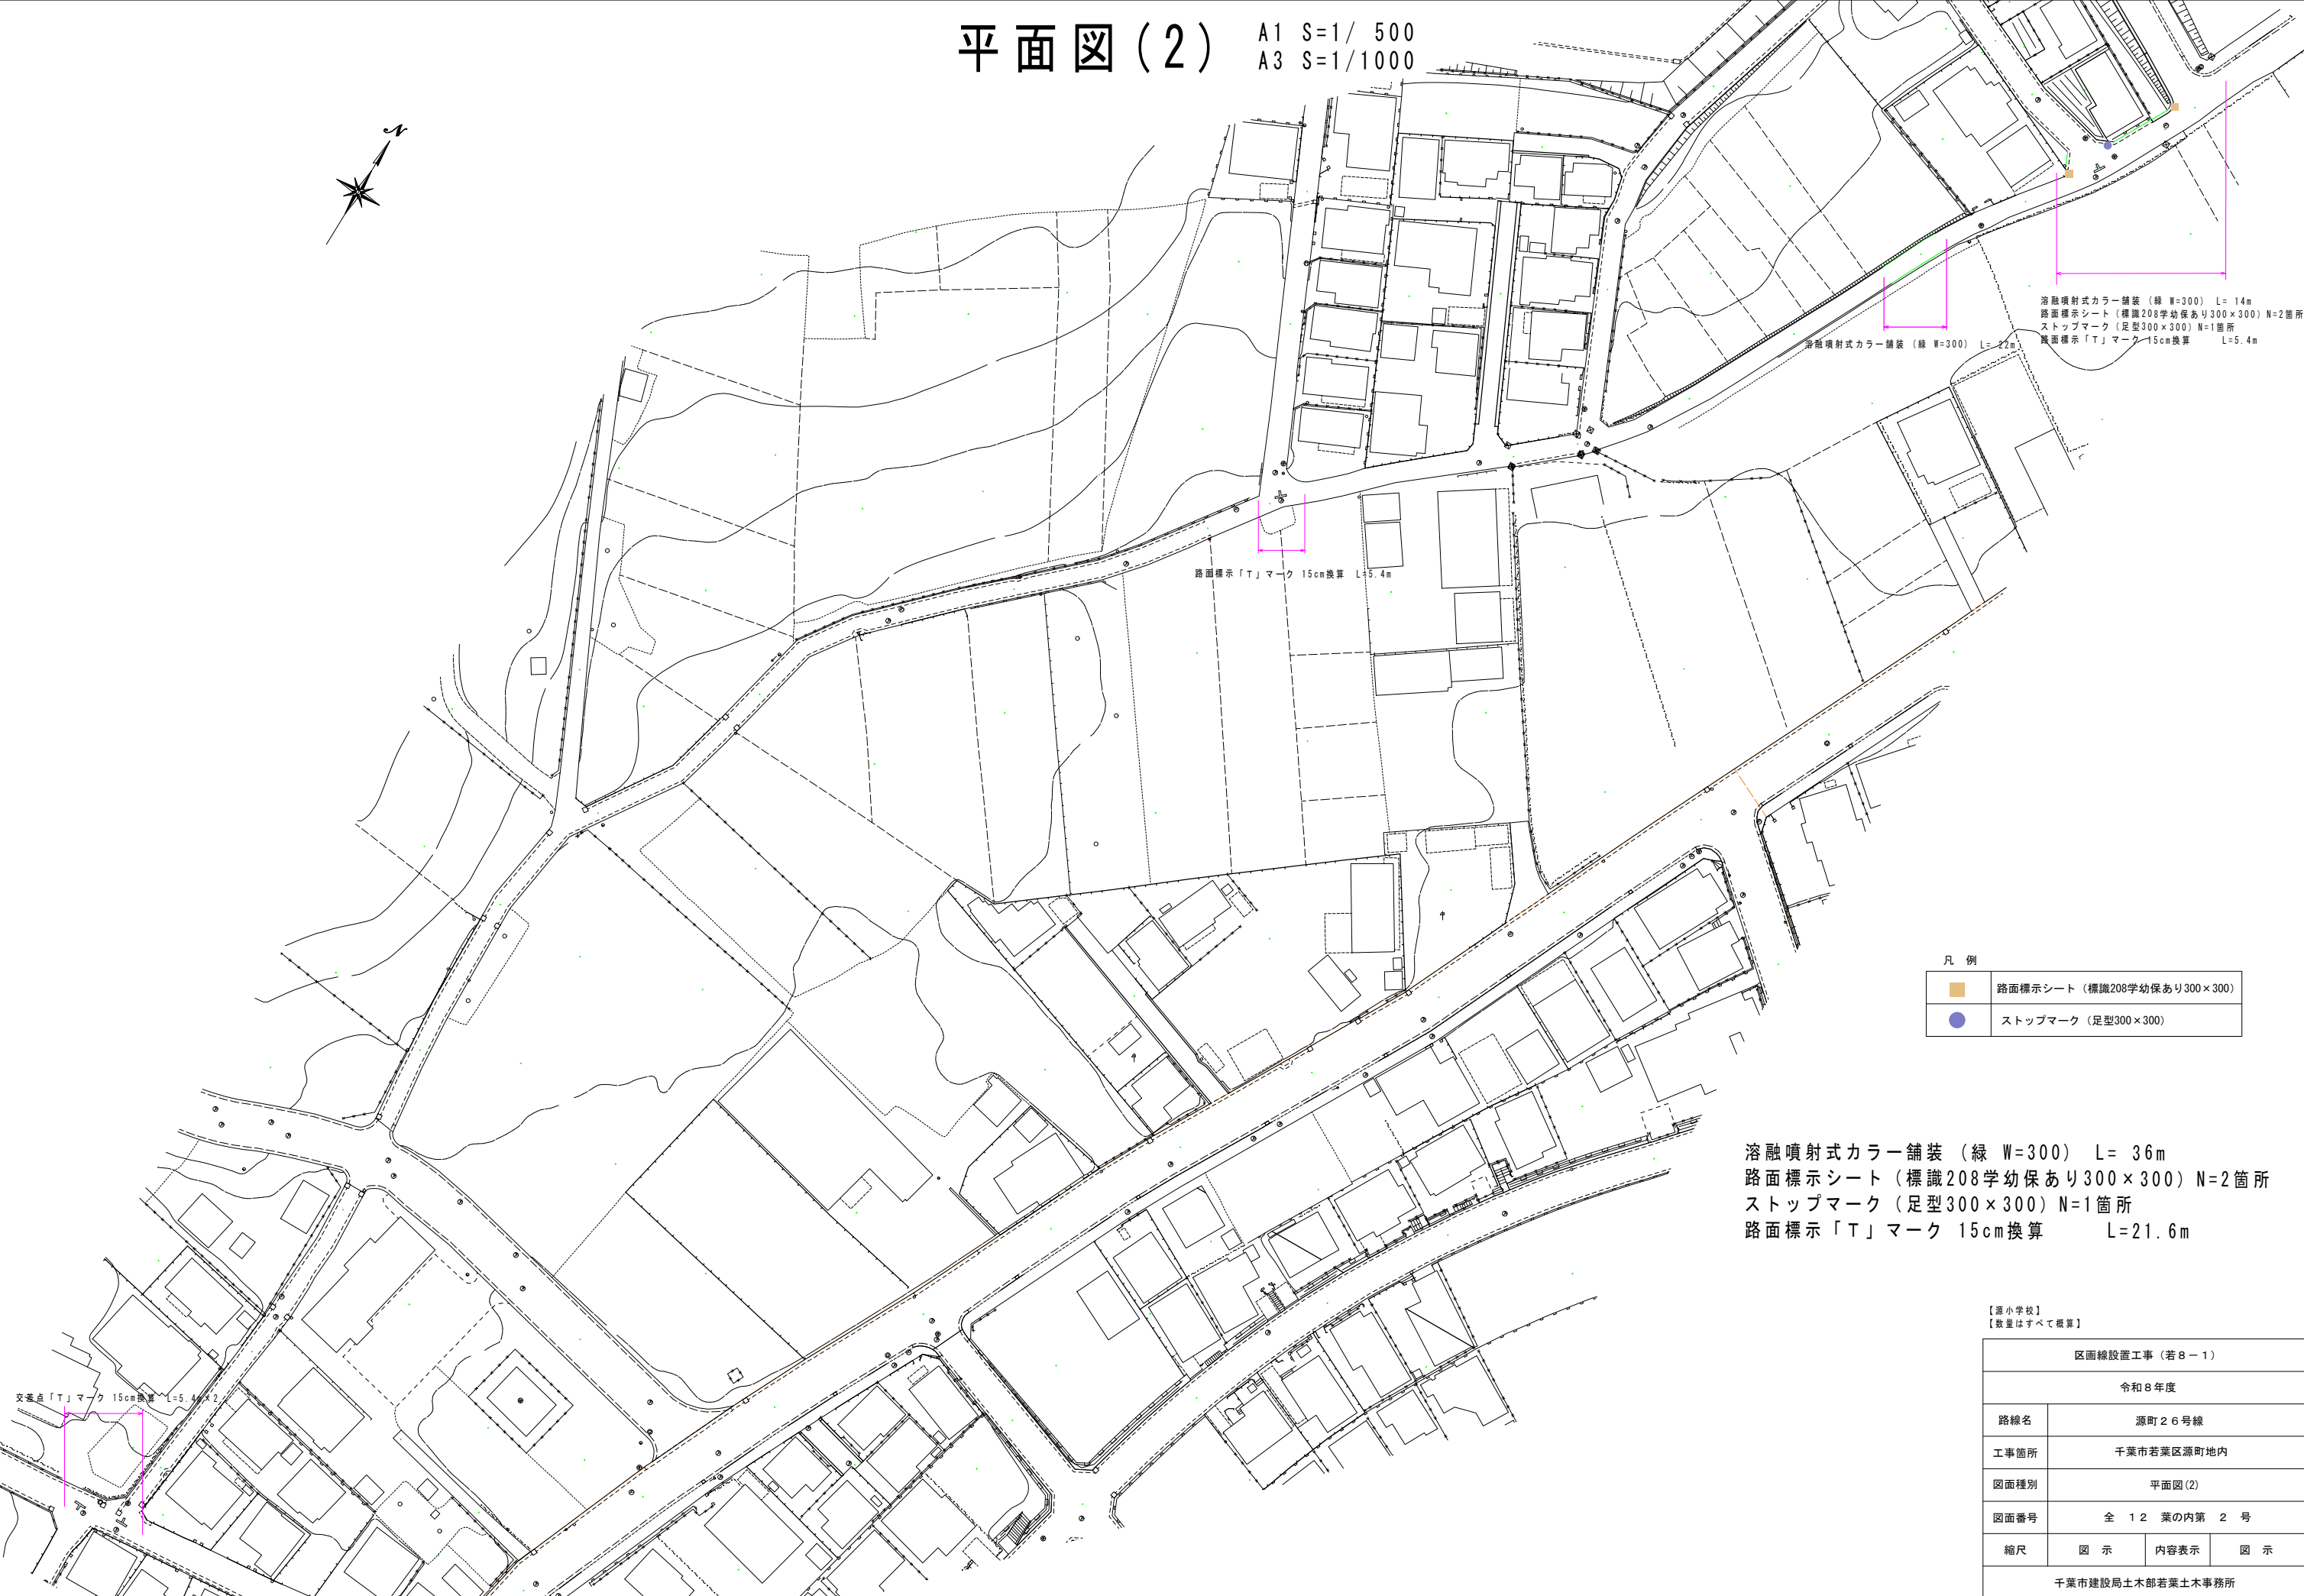 平面図(2)
A1 S=1/ 500
A3 S=1/1000
N
溶融噴射式カラー舗装 (緑 W=300) L= 14m
路面標示シート (標識208学幼保あり300×300) N=2箇所
ストップマーク (足型300×300) N=1箇所
路面標示「T」マーク 15cm換算 L=5.4m
溶融噴射式カラー舗装 (緑 W=300) L= 22m
路面標示「T」マーク 15cm換算 L=5.4m
凡 例
路面標示シート (標識208学幼保あり300×300)
ストップマーク (足型300×300)
溶融噴射式カラー舗装 (緑 W=300) L= 36m
路面標示シート (標識208学幼保あり300×300) N=2箇所
ストップマーク (足型300×300) N=1箇所
路面標示「T」マーク 15cm換算 L=21.6m
交差点「T」マーク 15cm換算 L=5.4m×2
【源小学校】
【数量はすべて概算】
区画線設置工事 (若8-1)
令和8年度
路線名 源町26号線
工事箇所 千葉市若葉区源町地内
図面種別 平面図(2)
図面番号 全 12 葉の内第 2 号
縮尺 図 示 内容表示 図 示
千葉市建設局土木部若葉土木事務所